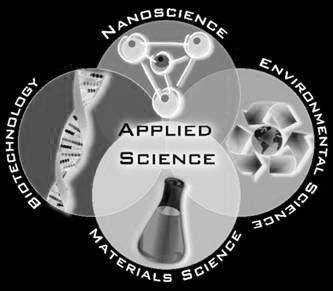 NANOSCIENCE
BIOTECHNOLOGY
ENVIRONMENTAL SCIENCE
APPLIED
SCIENCE
MATERIALS SCIENCE